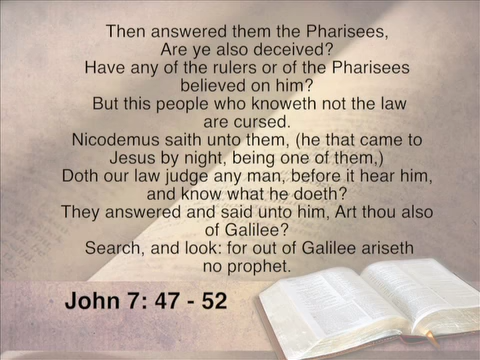 Then answered them the Pharisees,
Are ye also deceived?
Have any of the rulers or of the Pharisees
believed on him?
But this people who knoweth not the law
are cursed.
Nicodemus saith unto them, (he that came to
Jesus by night, being one of them,)
Doth our law judge any man, before it hear him,
and know what he doeth?
They answered and said unto him, Art thou also
of Galilee?
Search, and look: for out of Galilee ariseth
no prophet.
John 7: 47 - 52